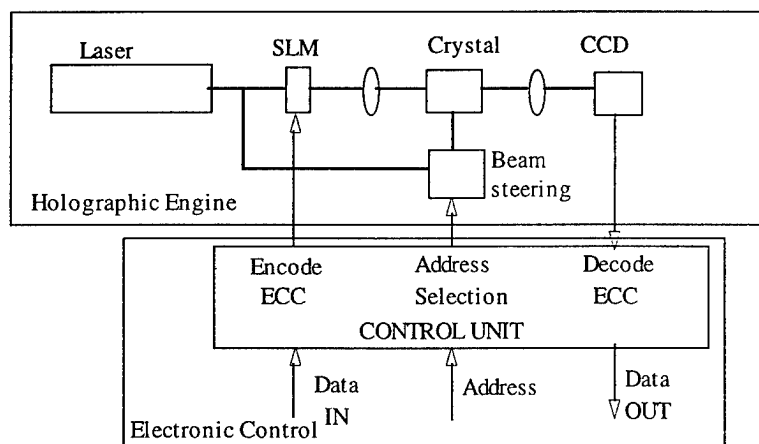 Laser
SLM
Crystal
CCD
Beam
steering
Holographic Engine
Encode
ECC
Address
Selection
Decode
ECC
CONTROL UNIT
Data
IN
Address
Data
OUT
Electronic Control